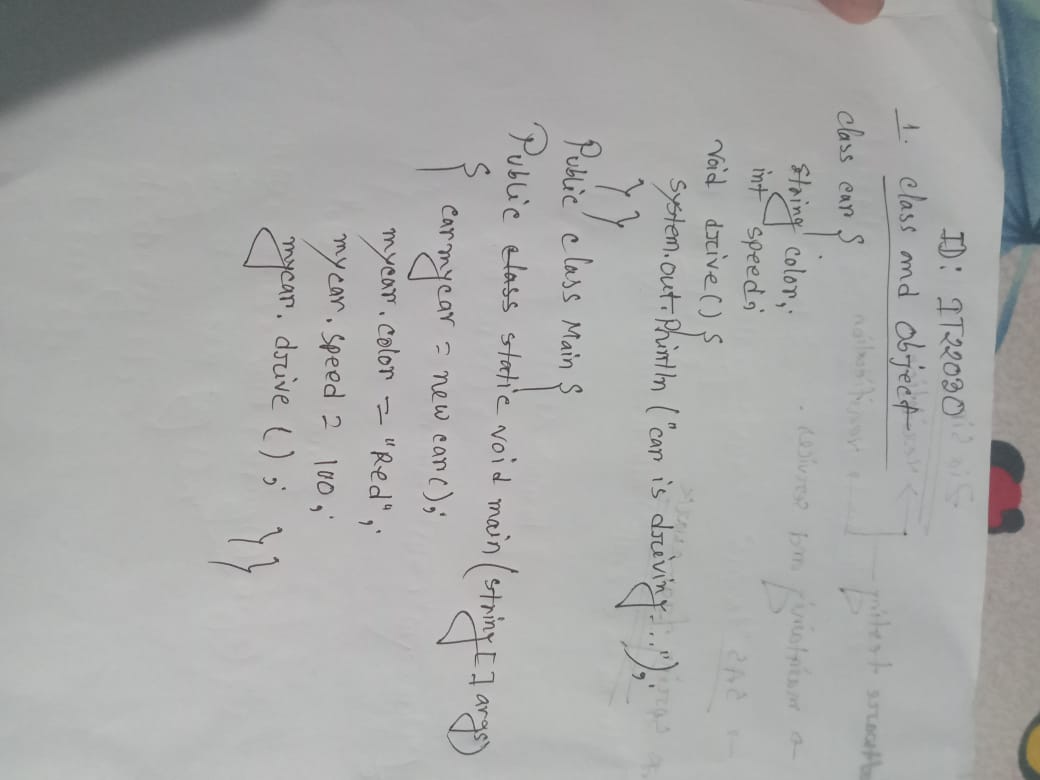 ID: IT22030
1. class and Object
class car {
string color;
int speed;
void drive() {
system.out.println ("car is driving...");
} }
Public class Main {
Public class static void main (string [] args)
{ car mycar = new car();
mycar.color = "Red";
mycar.speed = 100;
mycar.drive(); } }